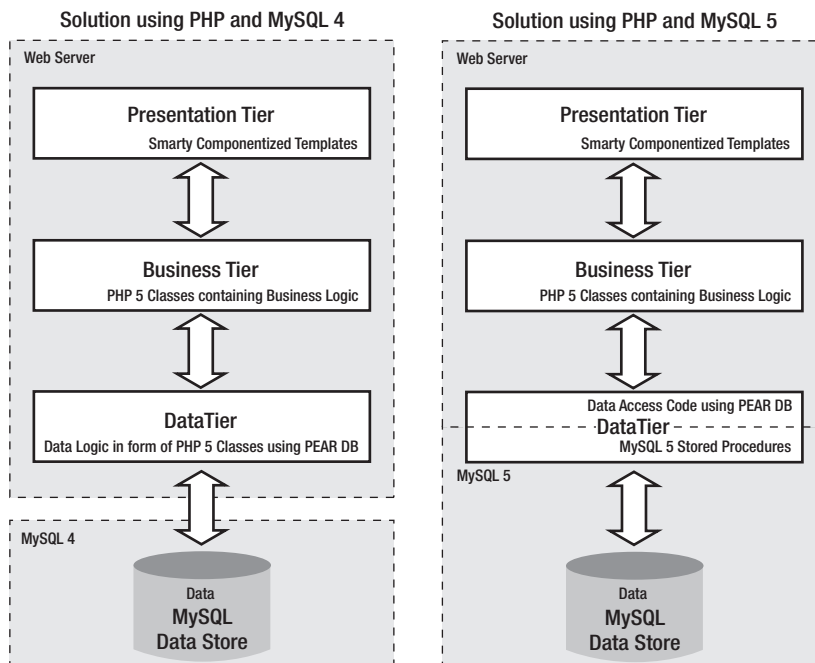 Solution using PHP and MySQL 4
Web Server
Presentation Tier
Smarty Componentized Templates
Business Tier
PHP 5 Classes containing Business Logic
DataTier
Data Logic in form of PHP 5 Classes using PEAR DB
MySQL 4
Data
MySQL
Data Store
Solution using PHP and MySQL 5
Web Server
Presentation Tier
Smarty Componentized Templates
Business Tier
PHP 5 Classes containing Business Logic
Data Access Code using PEAR DB
DataTier
MySQL 5 Stored Procedures
MySQL 5
Data
MySQL
Data Store